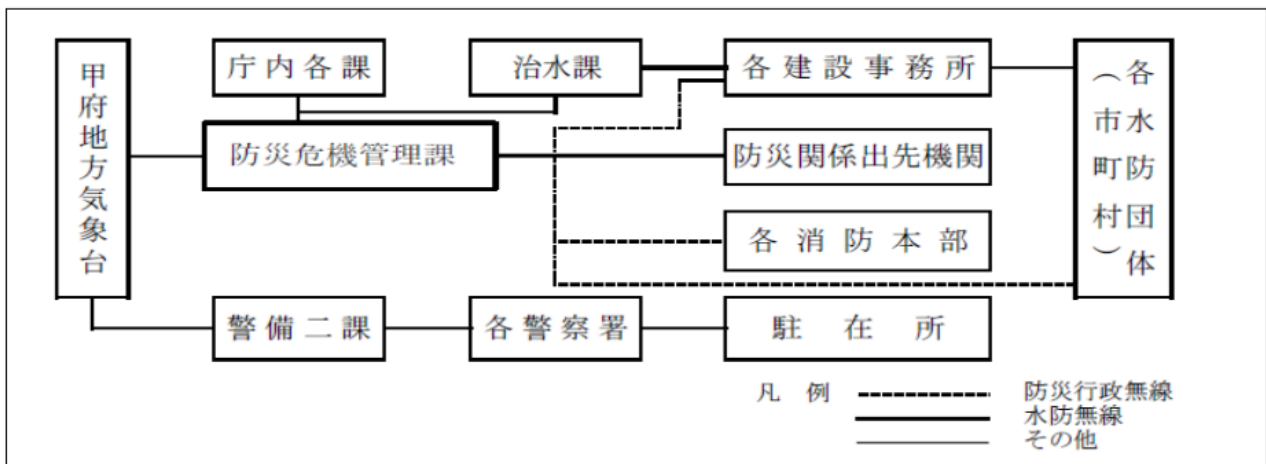 甲府地方気象台
庁内各課
治水課
各建設事務所
各水防団体
（市町村）
防災危機管理課
防災関係出先機関
各消防本部
警備二課
各警察署
駐在所
凡例
防災行政無線
水防無線
その他